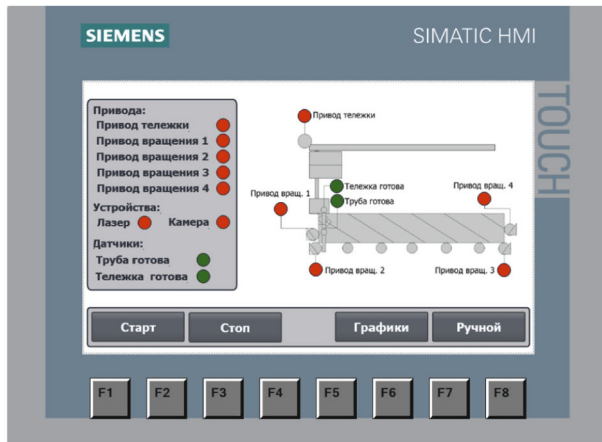 SIEMENS
SIMATIC HMI
TOUCH
Привода:
Привод тележки
Привод вращения 1
Привод вращения 2
Привод вращения 3
Привод вращения 4
Устройства:
Лазер Камера
Датчики:
Труба готова
Тележка готова
Привод тележки
Тележка готова
Труба готова
Привод вращ. 1
Привод вращ. 4
Привод вращ. 2
Привод вращ. 3
Старт Стоп Графики Ручной
F1 F2 F3 F4 F5 F6 F7 F8